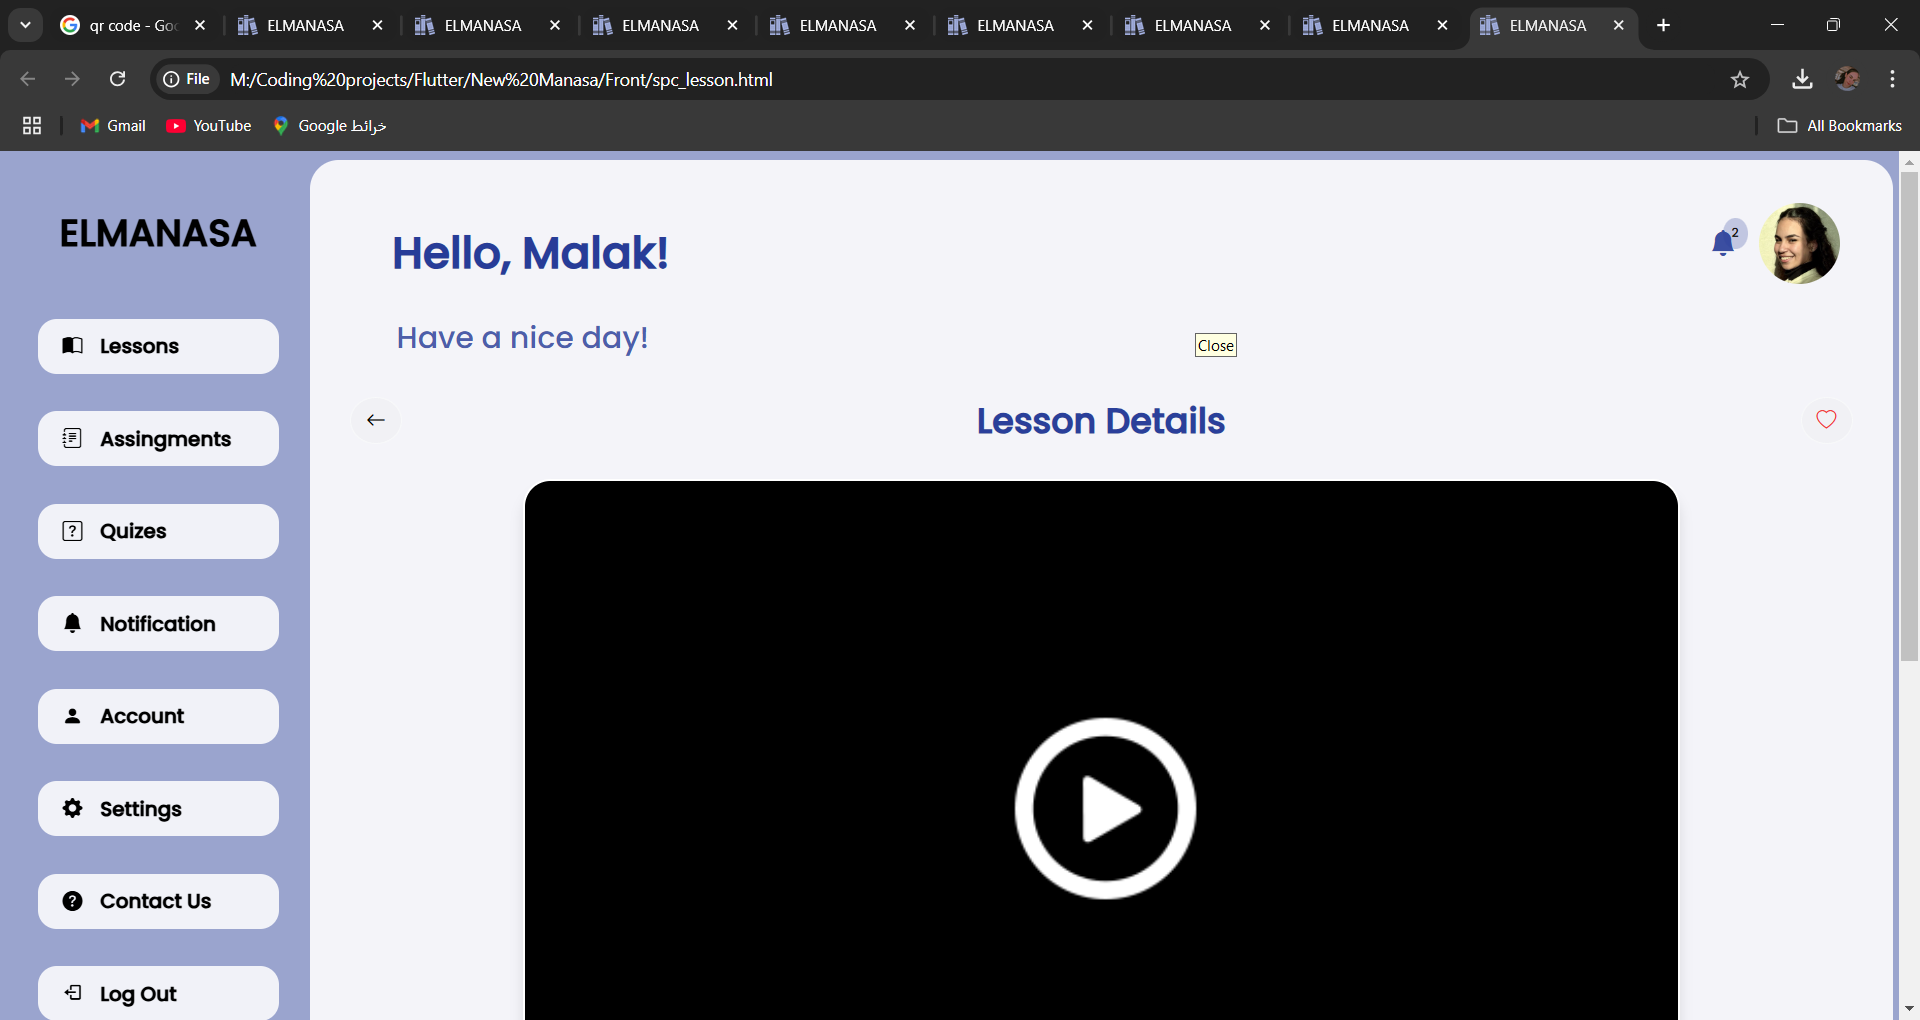 qr code - Goo
ELMANASA
ELMANASA
ELMANASA
ELMANASA
ELMANASA
ELMANASA
ELMANASA
ELMANASA
File
M:/Coding%20projects/Flutter/New%20Manasa/Front/spc_lesson.html
Gmail
YouTube
Google خرائط
All Bookmarks
ELMANASA
Lessons
Assingments
Quizes
Notification
Account
Settings
Contact Us
Log Out
Hello, Malak!
2
Have a nice day!
Close
Lesson Details